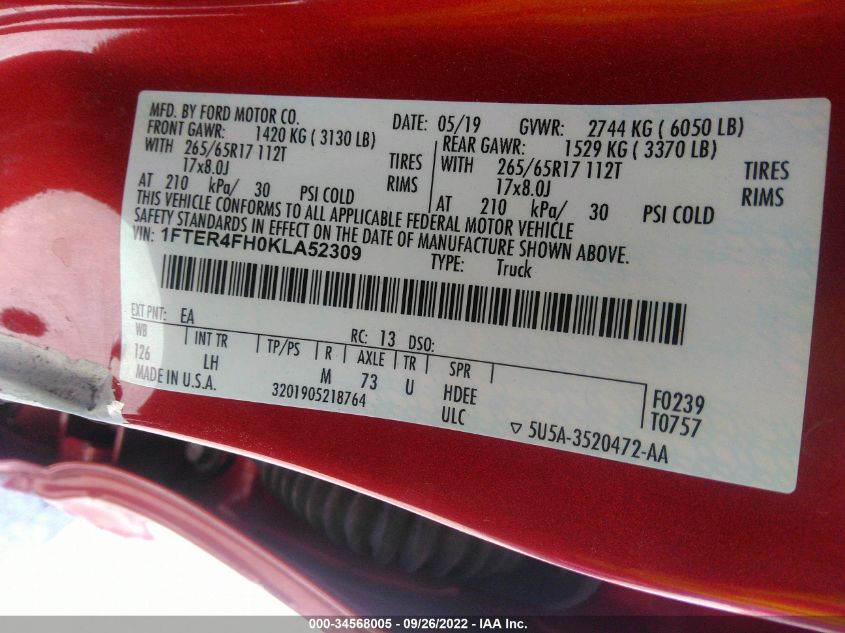 MFD. BY FORD MOTOR CO. DATE: 05/19 GVWR: 2744 KG ( 6050 LB)
FRONT GAWR: 1420 KG ( 3130 LB) REAR GAWR: 1529 KG ( 3370 LB)
WITH 265/65R17 112T TIRES WITH 265/65R17 112T TIRES
17x8.0J RIMS 17x8.0J RIMS
AT 210 kPa/ 30 PSI COLD AT 210 kPa/ 30 PSI COLD
THIS VEHICLE CONFORMS TO ALL APPLICABLE FEDERAL MOTOR VEHICLE
SAFETY STANDARDS IN EFFECT ON THE DATE OF MANUFACTURE SHOWN ABOVE.
VIN: 1FTER4FH0KLA52309 TYPE: Truck
EXT PNT: EA RC: 13 DSO:
WB INT TR TP/PS R AXLE TR SPR
126 LH M 73 U HDEE F0239
MADE IN U.S.A. 3201905218764 ULC T0757
5U5A-3520472-AA
000-34568005 - 09/26/2022 - IAA Inc.